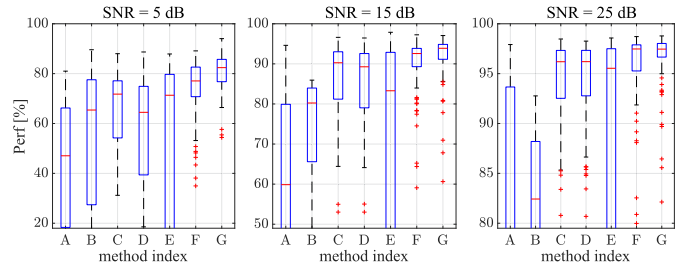 SNR = 5 dB
SNR = 15 dB
SNR = 25 dB
Perf [%]
100
80
60
40
20
A B C D E F G
method index
100
90
80
70
60
50
A B C D E F G
method index
100
95
90
85
80
A B C D E F G
method index